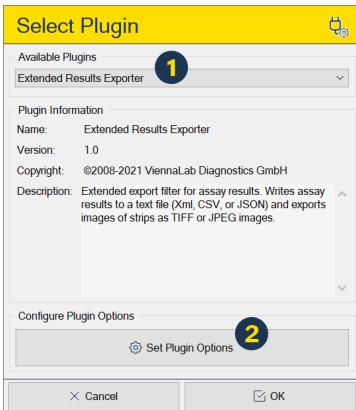 Select Plugin
Available Plugins
1
Extended Results Exporter
Plugin Information
Name: Extended Results Exporter
Version: 1.0
Copyright: ©2008-2021 ViennaLab Diagnostics GmbH
Description: Extended export filter for assay results. Writes assay
results to a text file (Xml, CSV, or JSON) and exports
images of strips as TIFF or JPEG images.
Configure Plugin Options
2
Set Plugin Options
Cancel OK